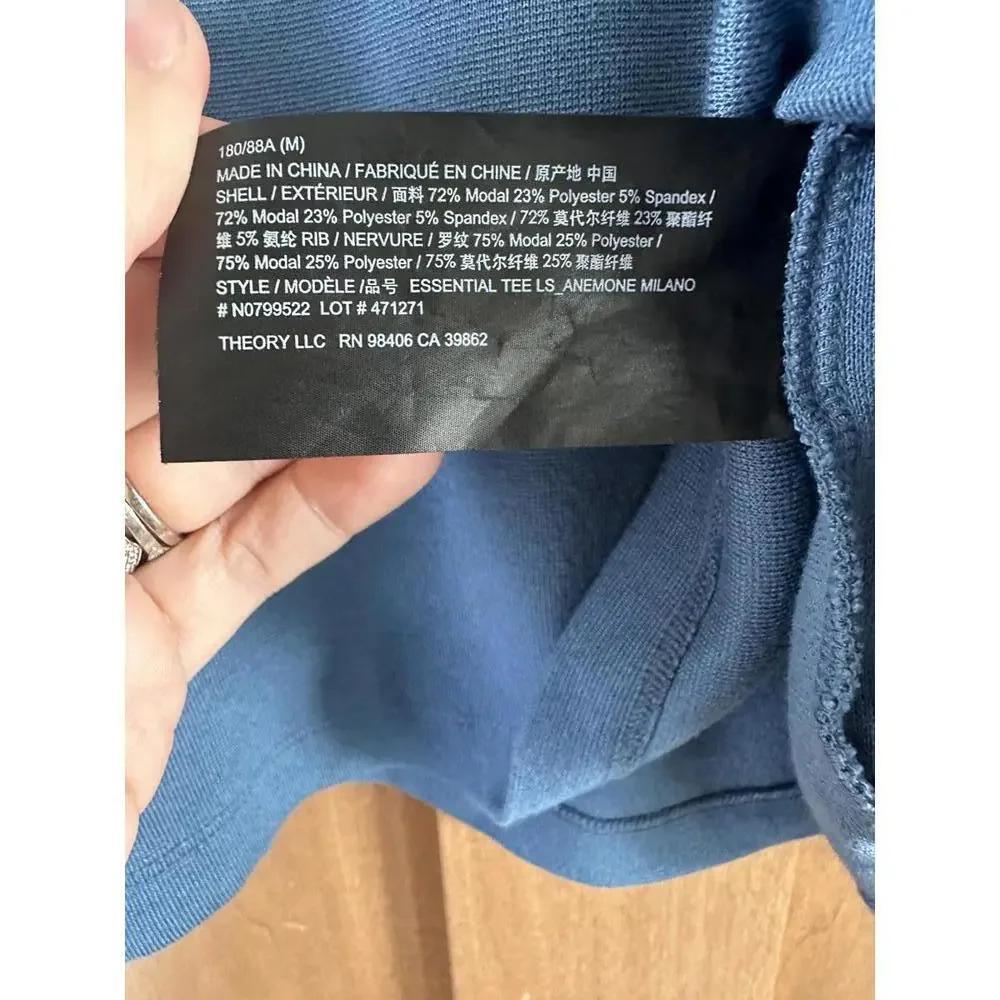 180/88A (M)
MADE IN CHINA / FABRIQUÉ EN CHINE / 原产地 中国
SHELL / EXTÉRIEUR / 面料 72% Modal 23% Polyester 5% Spandex /
72% Modal 23% Polyester 5% Spandex / 72% 莫代尔纤维 23% 聚酯纤
维 5% 氨纶 RIB / NERVURE / 罗纹 75% Modal 25% Polyester /
75% Modal 25% Polyester / 75% 莫代尔纤维 25% 聚酯纤维
STYLE / MODÈLE /品号 ESSENTIAL TEE LS_ANEMONE MILANO
# N0799522 LOT # 471271
THEORY LLC RN 98406 CA 39862